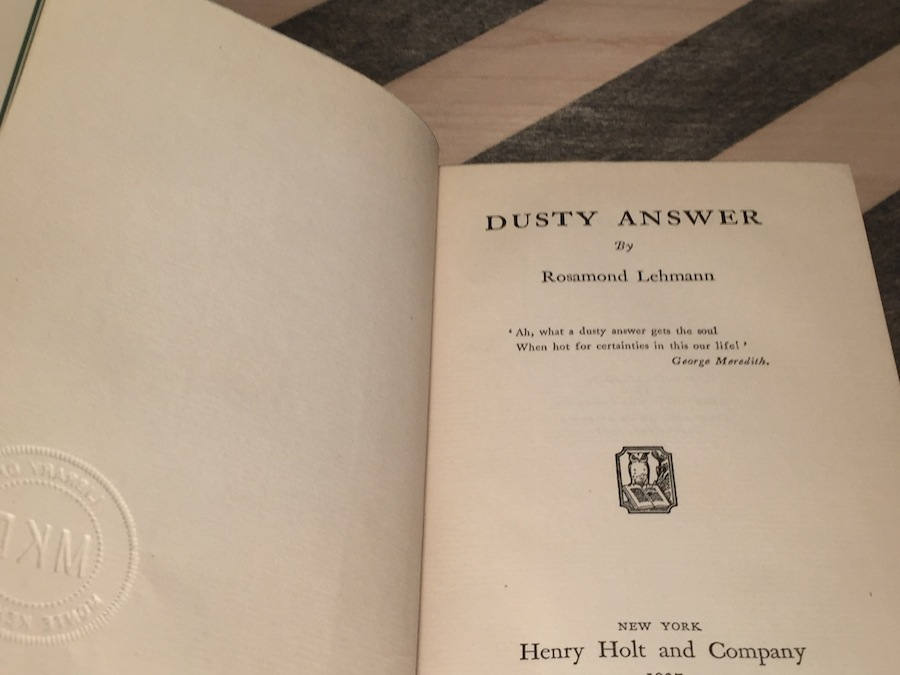 DUSTY ANSWER
By
Rosamond Lehmann
‘Ah, what a dusty answer gets the soul
When hot for certainties in this our life!’
George Meredith.
NEW YORK
Henry Holt and Company